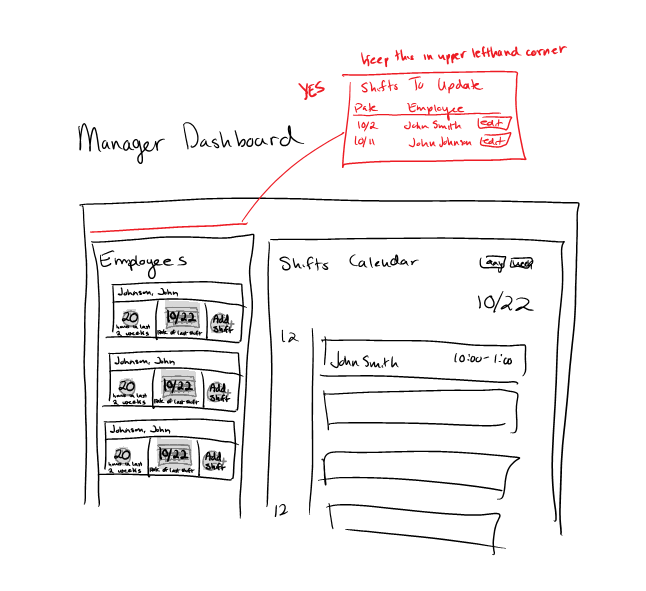 Keep this in upper lefthand corner
YES
Shifts To Update
Date Employee
10/2 John Smith edit
10/11 John Johnson edit
Manager Dashboard
Employees
Johnson, John
20
hours in last
2 weeks
10/22
Date of last shift
Add
Shift
Johnson, John
20
hours in last
2 weeks
10/22
Date of last shift
Add
Shift
Johnson, John
20
hours in last
2 weeks
10/22
Date of last shift
Add
Shift
Shifts Calendar
day week
10/22
12
John Smith 10:00-1:00
12